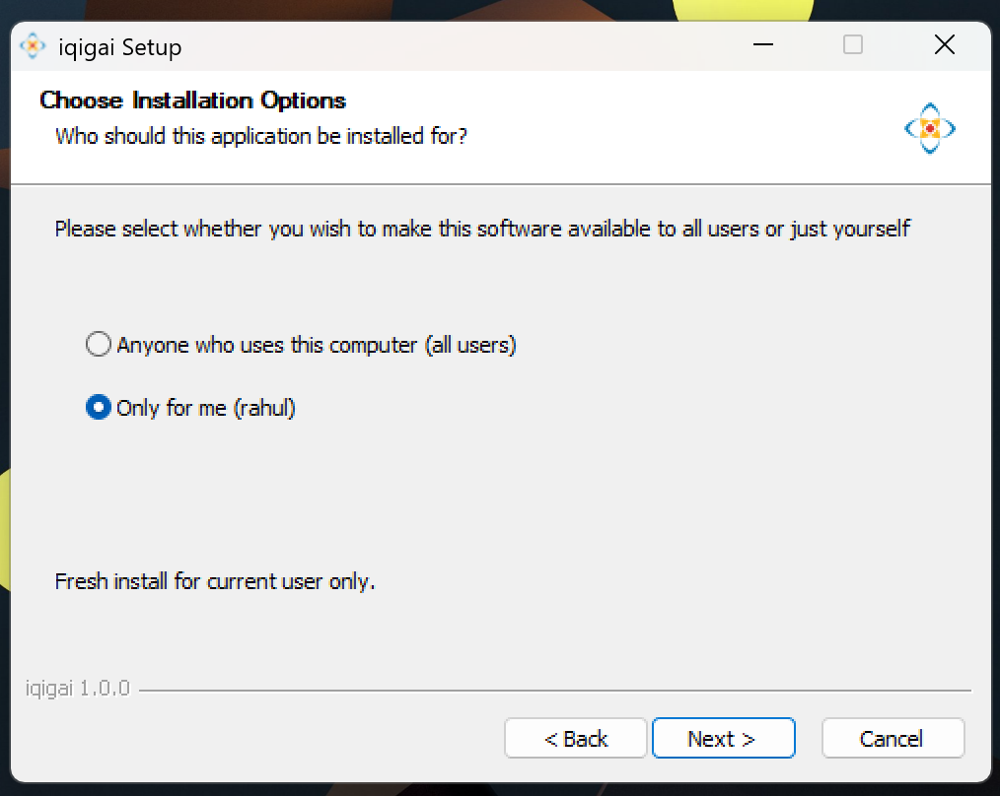 iqigai Setup
Choose Installation Options
Who should this application be installed for?
Please select whether you wish to make this software available to all users or just yourself
Anyone who uses this computer (all users)
Only for me (rahul)
Fresh install for current user only.
iqigai 1.0.0
< Back
Next >
Cancel